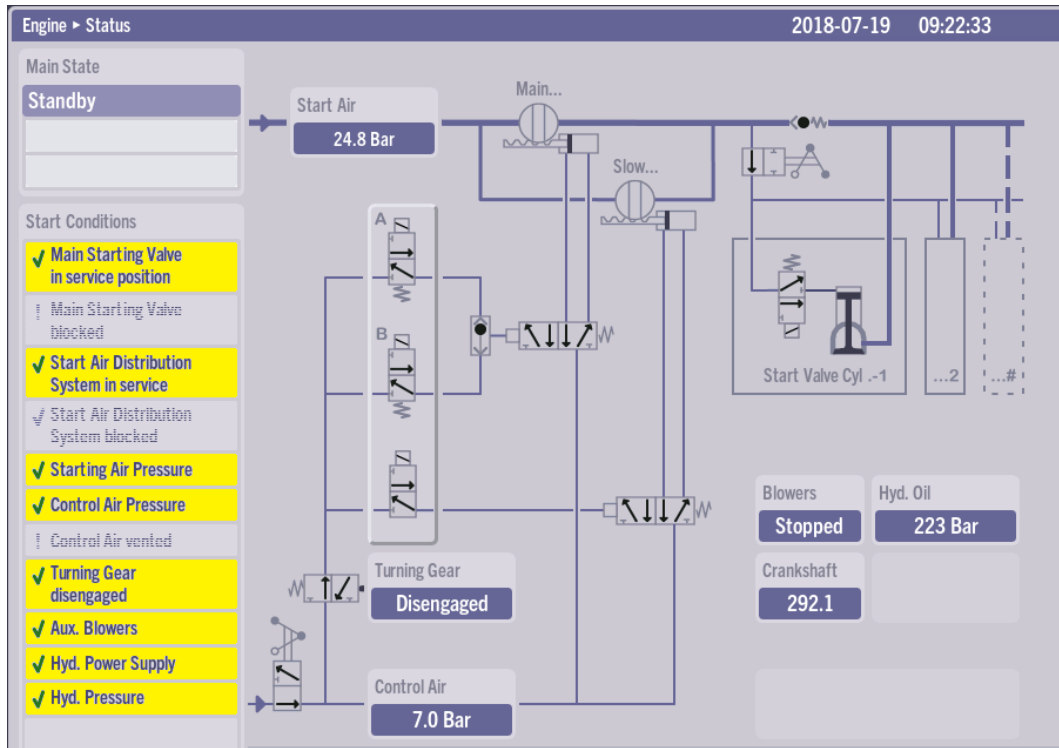 Engine ► Status
2018-07-19 09:22:33
Main State
Standby
Start Conditions
✓ Main Starting Valve
in service position
! Main Starting Valve
blocked
✓ Start Air Distribution
System in service
✓ Start Air Distribution
System blocked
✓ Starting Air Pressure
✓ Control Air Pressure
! Control Air vented
✓ Turning Gear
disengaged
✓ Aux. Blowers
✓ Hyd. Power Supply
✓ Hyd. Pressure
Start Air
24.8 Bar
Main...
Slow...
A
B
Start Valve Cyl .-1
...2
...#
Turning Gear
Disengaged
Control Air
7.0 Bar
Blowers
Stopped
Hyd. Oil
223 Bar
Crankshaft
292.1